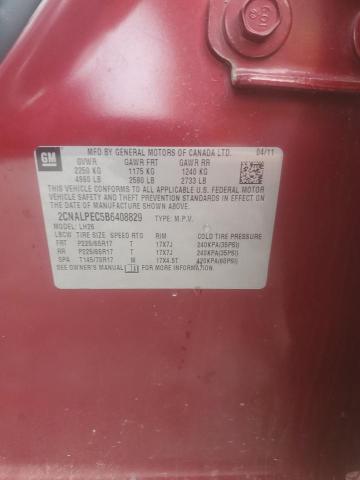 GM
MFD BY GENERAL MOTORS OF CANADA LTD. 04/11
GVWR GAWR FRT GAWR RR
2250 KG 1175 KG 1240 KG
4960 LB 2590 LB 2733 LB
THIS VEHICLE CONFORMS TO ALL APPLICABLE U.S. FEDERAL MOTOR
VEHICLE SAFETY AND THEFT PREVENTION STANDARDS IN EFFECT ON
THE DATE OF MANUFACTURE SHOWN ABOVE.
2CNALPEC5B6408829 TYPE: M.P.V.
MODEL: LH26
LBCW TIRE SIZE SPEED RTG RIM COLD TIRE PRESSURE
FRT P225/65R17 T 17X7J 240KPA(35PSI)
RR P225/65R17 T 17X7J 240KPA(35PSI)
SPA T145/70R17 M 17X4.5T 420KPA(60PSI)
SEE OWNER'S MANUAL